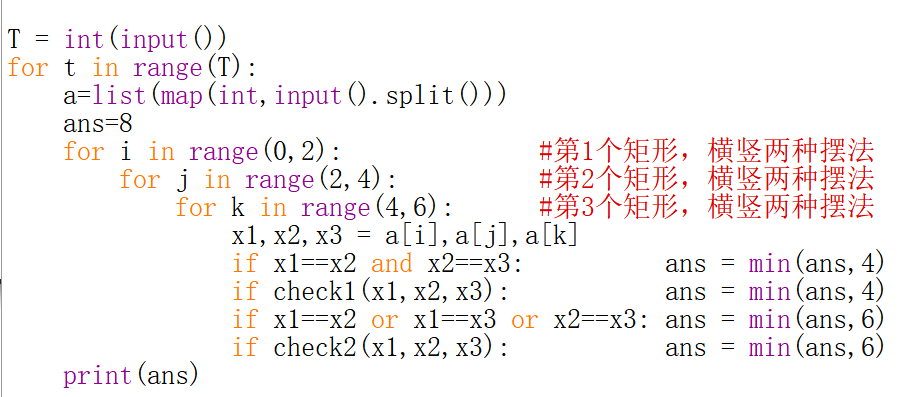 T = int(input())
for t in range(T):
    a=list(map(int,input().split()))
    ans=8
    for i in range(0,2):              #第1个矩形，横竖两种摆法
        for j in range(2,4):          #第2个矩形，横竖两种摆法
            for k in range(4,6):      #第3个矩形，横竖两种摆法
                x1,x2,x3 = a[i],a[j],a[k]
                if x1==x2 and x2==x3:          ans = min(ans,4)
                if check1(x1,x2,x3):           ans = min(ans,4)
                if x1==x2 or x1==x3 or x2==x3: ans = min(ans,6)
                if check2(x1,x2,x3):           ans = min(ans,6)
    print(ans)